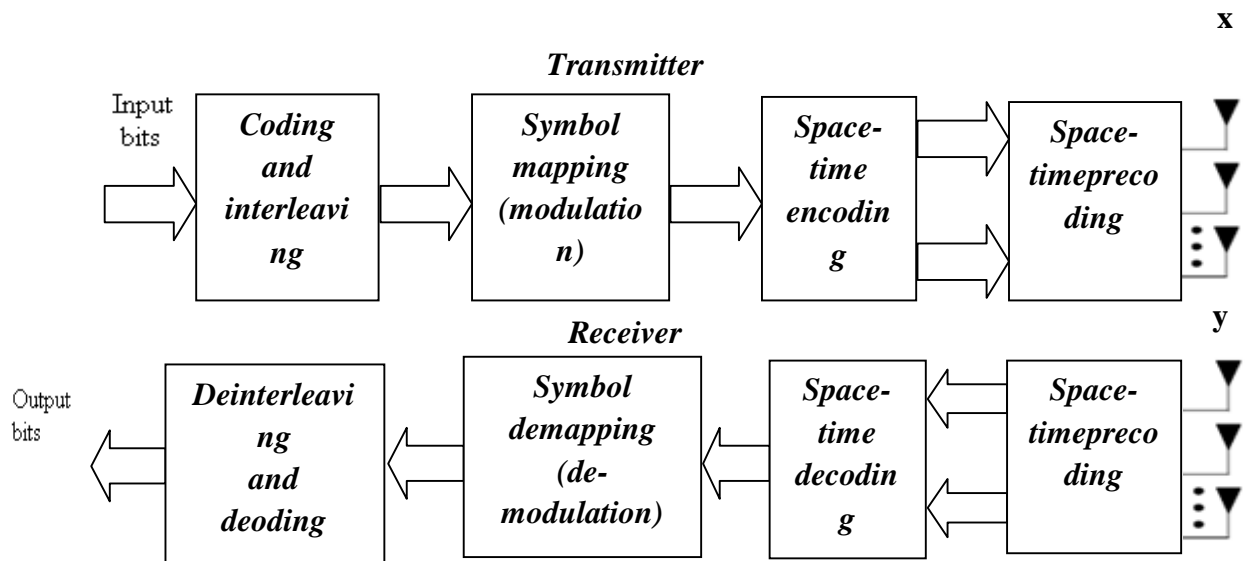 x
Transmitter
Input
bits
Coding
and
interleavi
ng
Symbol
mapping
(modulatio
n)
Space-
time
encodin
g
Space-
timepreco
ding
y
Receiver
Output
bits
Deinterleavi
ng
and
deoding
Symbol
demapping
(de-
modulation)
Space-
time
decodin
g
Space-
timepreco
ding